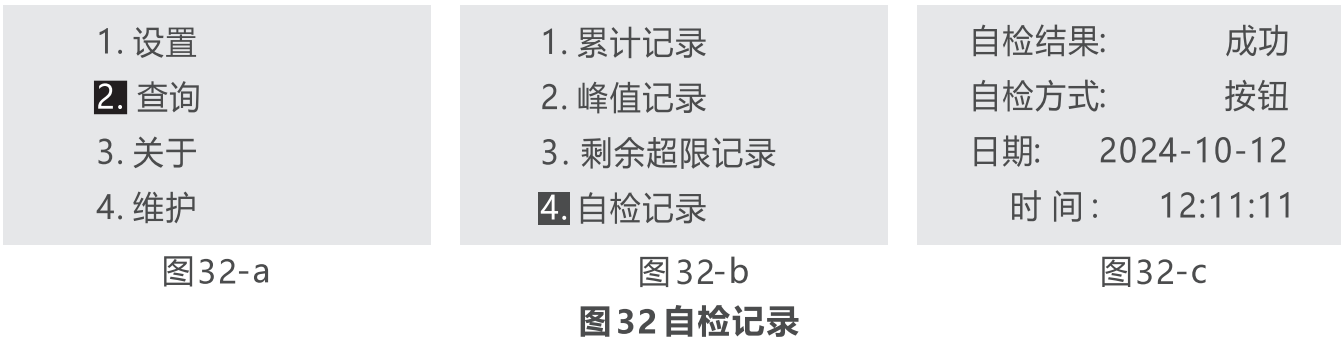 1. 设置
2. 查询
3. 关于
4. 维护
图32-a
1. 累计记录
2. 峰值记录
3. 剩余超限记录
4. 自检记录
图32-b
自检结果: 成功
自检方式: 按钮
日期: 2024-10-12
时间: 12:11:11
图32-c
图32自检记录